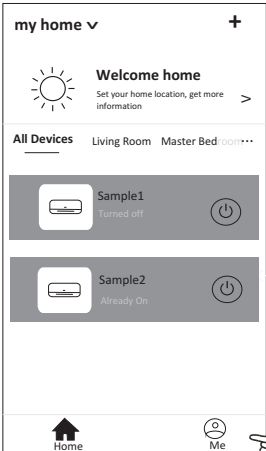 my home
Welcome home
Set your home location, get more
information
All Devices Living Room Master Bedroom
Sample1
Turned off
Sample2
Already On
Home Me